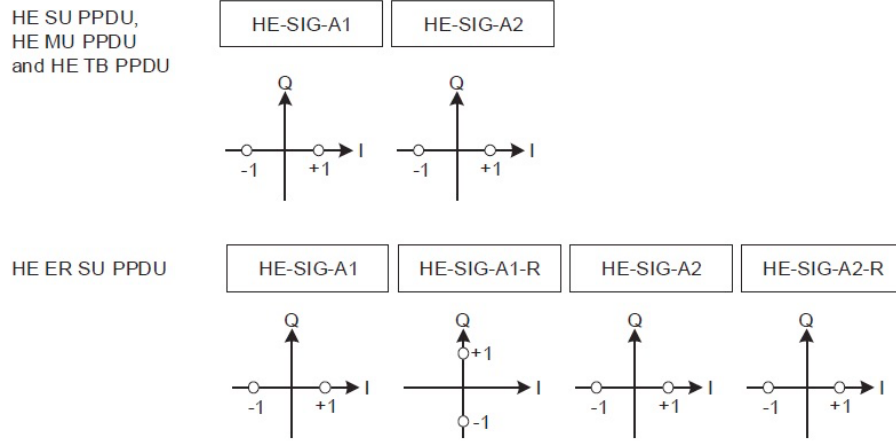 HE SU PPDU,
HE MU PPDU
and HE TB PPDU
HE-SIG-A1
HE-SIG-A2
Q
I
-1
+1
Q
I
-1
+1
HE ER SU PPDU
HE-SIG-A1
HE-SIG-A1-R
HE-SIG-A2
HE-SIG-A2-R
Q
I
-1
+1
Q
+1
I
-1
Q
I
-1
+1
Q
I
-1
+1